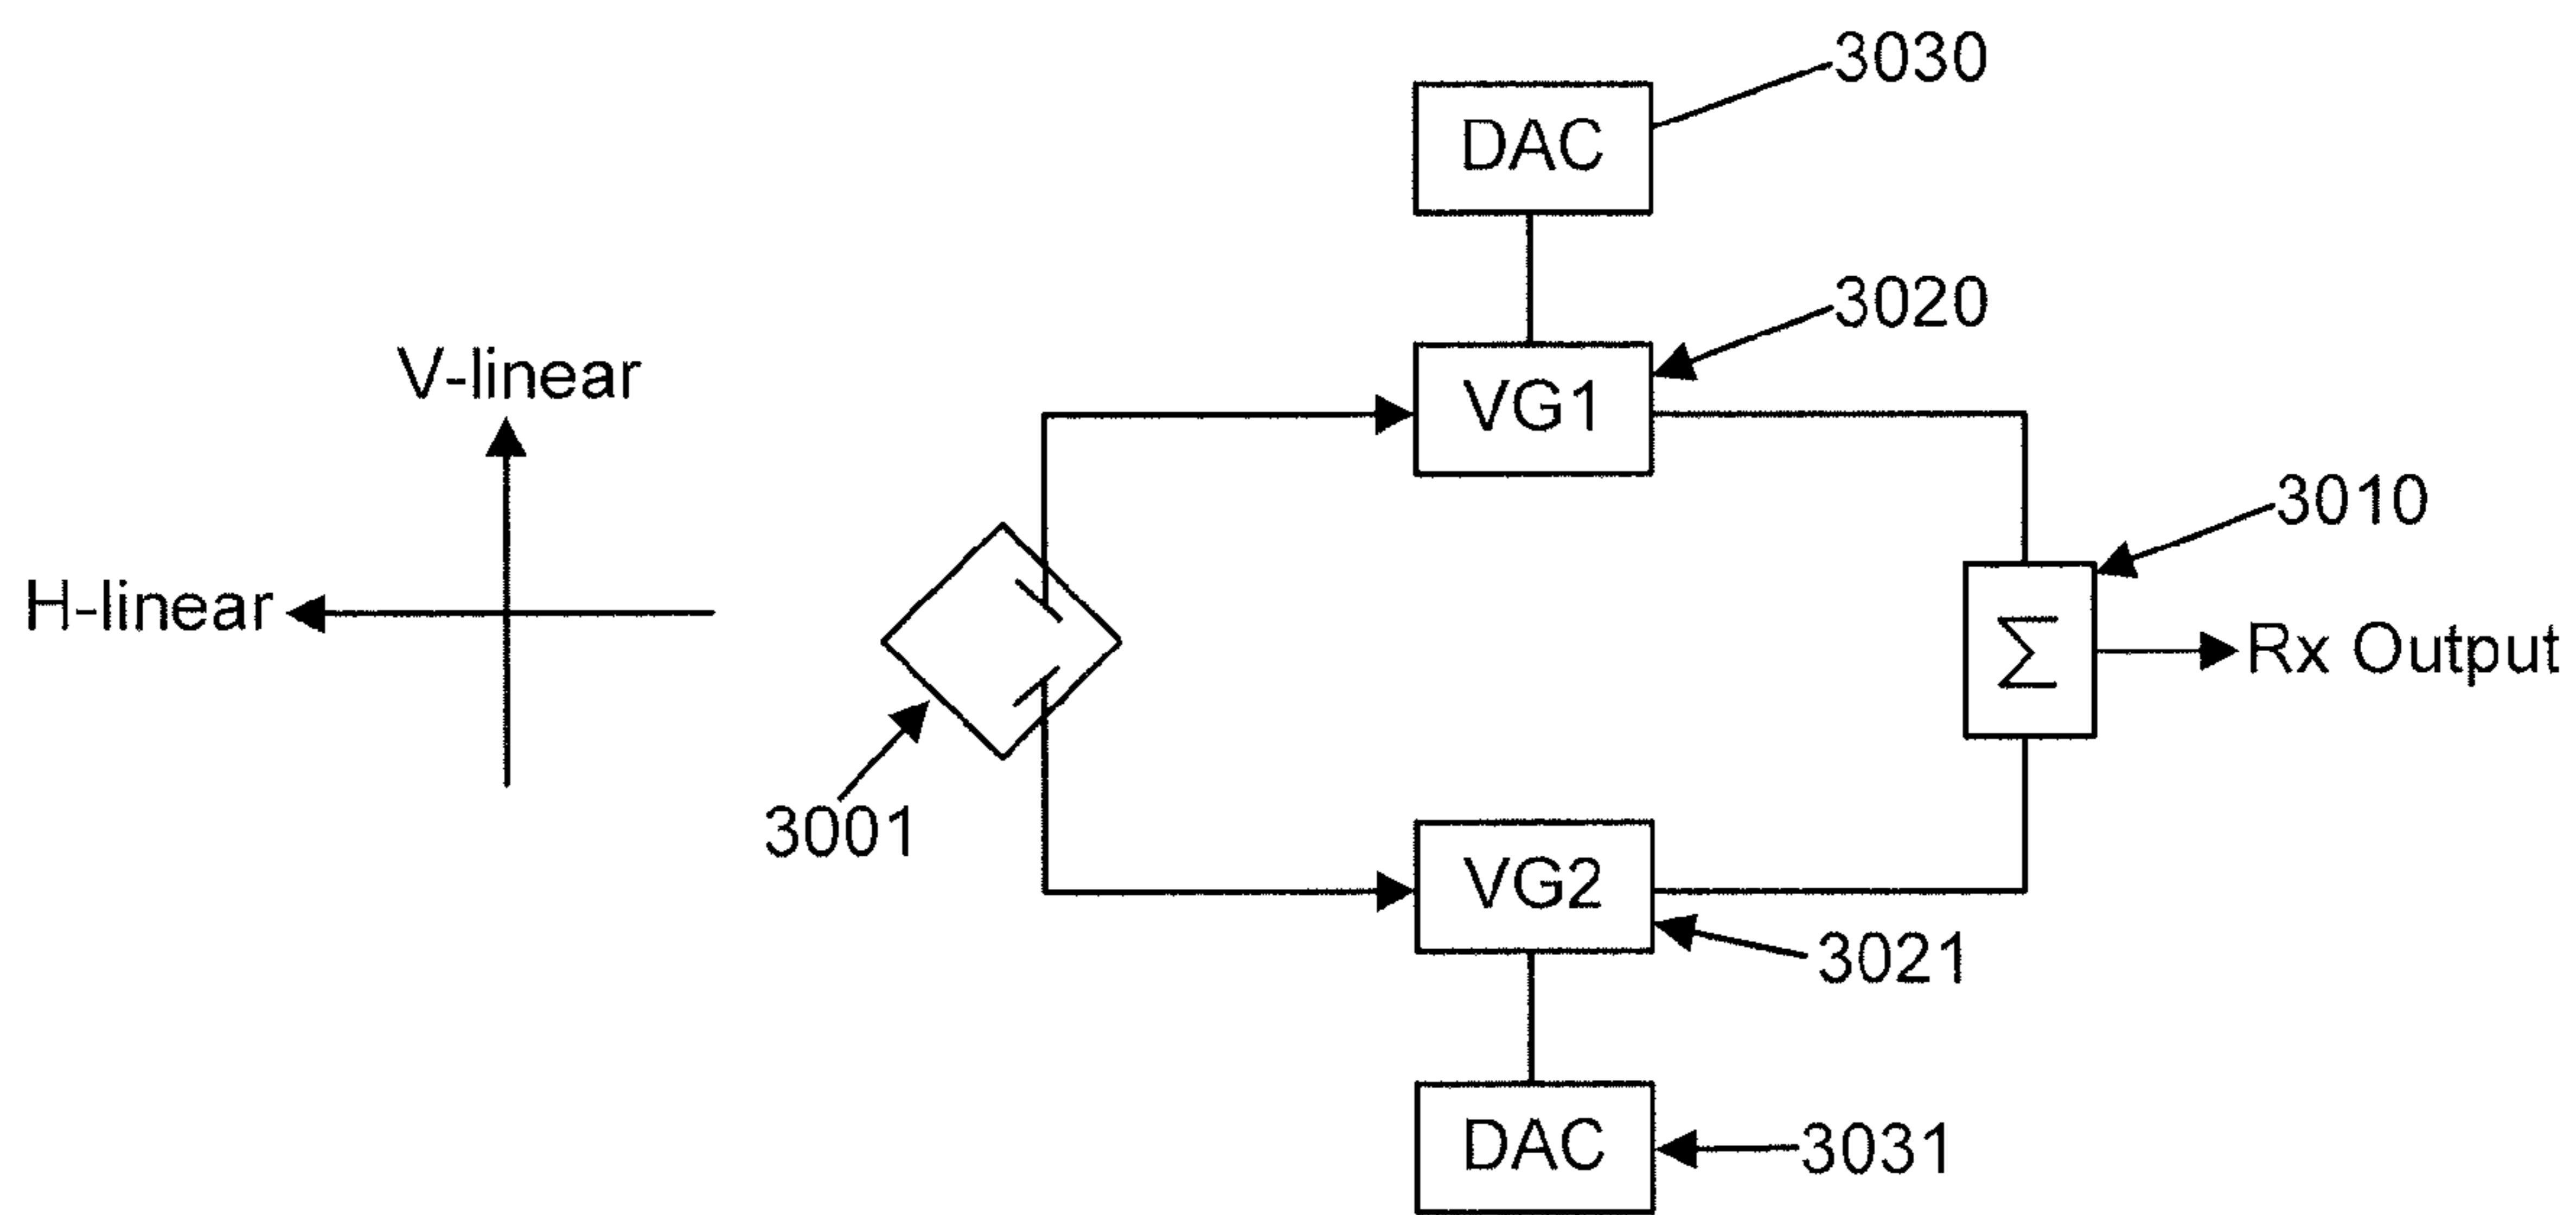 3030
DAC
3020
V-linear
VG1
3010
H-linear
Σ
Rx Output
3001
VG2
3021
DAC
3031